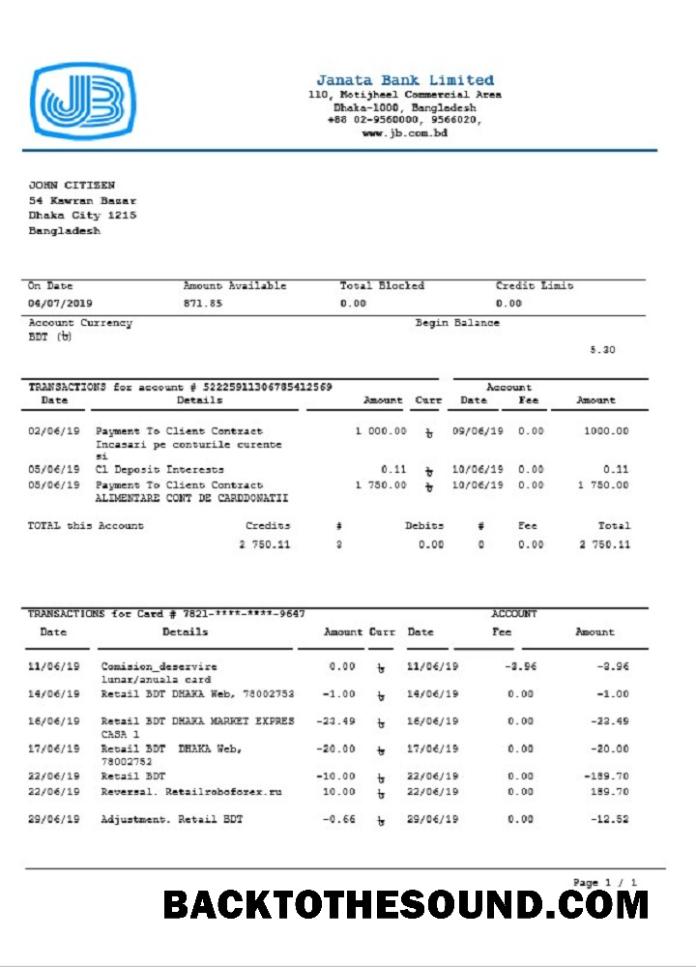 JB
Janata Bank Limited
110, Motijheel Commercial Area
Dhaka-1000, Bangladesh
+88 02-9560000, 9566020,
www.jb.com.bd
JOHN CITIZEN
54 Kawran Bazar
Dhaka City 1215
Bangladesh
On Date Amount Available Total Blocked Credit Limit
04/07/2019 871.85 0.00 0.00
Account Currency Begin Balance
BDT (৳)
5.30
TRANSACTIONS for account # 52225911306785412569 Account
Date Details Amount Curr Date Fee Amount
02/06/19 Payment To Client Contract 1 000.00 ৳ 09/06/19 0.00 1000.00
Incasari pe conturile curente
si
05/06/19 Cl Deposit Interests 0.11 ৳ 10/06/19 0.00 0.11
05/06/19 Payment To Client Contract 1 750.00 ৳ 10/06/19 0.00 1 750.00
ALIMENTARE CONT DE CARDDONATII
TOTAL this Account Credits # Debits # Fee Total
2 750.11 3 0.00 0 0.00 2 750.11
TRANSACTIONS for Card # 7821-****-****-9647 ACCOUNT
Date Details Amount Curr Date Fee Amount
11/06/19 Comision_deservire 0.00 ৳ 11/06/19 -3.96 -3.96
lunar/anuala card
14/06/19 Retail BDT DHAKA Web, 78002753 -1.00 ৳ 14/06/19 0.00 -1.00
16/06/19 Retail BDT DHAKA MARKET EXPRES -23.49 ৳ 16/06/19 0.00 -23.49
CASA 1
17/06/19 Retail BDT DHAKA Web, -20.00 ৳ 17/06/19 0.00 -20.00
78002752
22/06/19 Retail BDT -10.00 ৳ 22/06/19 0.00 -189.70
22/06/19 Reversal. Retailroboforex.ru 10.00 ৳ 22/06/19 0.00 189.70
29/06/19 Adjustment. Retail BDT -0.66 ৳ 29/06/19 0.00 -12.52
Page 1 / 1
BACKTOTHESOUND.COM